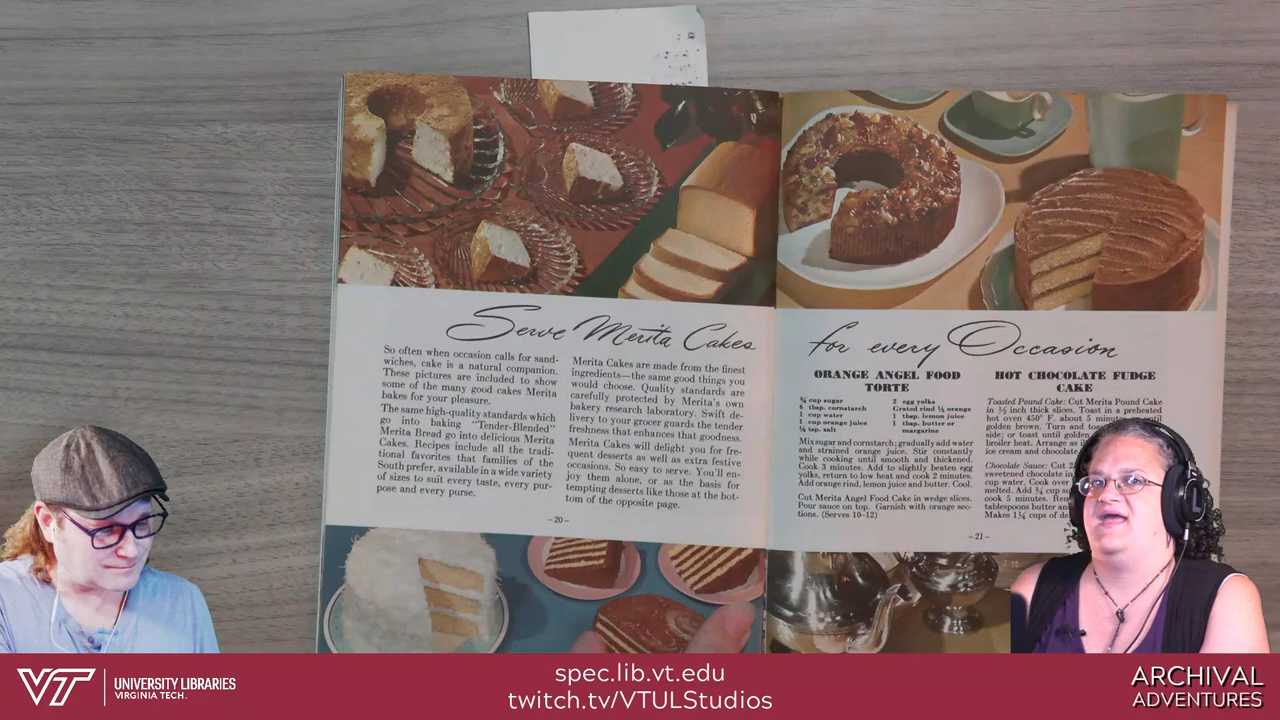 Serve Merita Cakes
So often when occasion calls for sand-
wiches, cake is a natural companion.
These pictures are included to show
some of the many good cakes Merita
bakes for your pleasure.
The same high-quality standards which
go into baking "Tender-Blended"
Merita Bread go into delicious Merita
Cakes. Recipes include all the tradi-
tional favorites that families of the
South prefer, available in a wide variety
of sizes to suit every taste, every pur-
pose and every purse.
Merita Cakes are made from the finest
ingredients—the same good things you
would choose. Quality standards are
carefully protected by Merita's own
bakery research laboratory. Swift de-
livery to your grocer guards the tender
freshness that enhances that goodness.
Merita Cakes will delight you for fre-
quent desserts as well as extra festive
occasions. So easy to serve. You'll en-
joy them alone, or as the basis for
tempting desserts like those at the bot-
tom of the opposite page.
–20–
for every Occasion
ORANGE ANGEL FOOD
TORTE
¾ cup sugar
6 tbsp. cornstarch
1 cup water
1 cup orange juice
⅛ tsp. salt
2 egg yolks
Grated rind ½ orange
1 tbsp. lemon juice
1 tbsp. butter or
margarine
Mix sugar and cornstarch; gradually add water
and strained orange juice. Stir constantly
while cooking until smooth and thickened.
Cook 3 minutes. Add to slightly beaten egg
yolks, return to low heat and cook 2 minutes.
Add orange rind, lemon juice and butter. Cool.
Cut Merita Angel Food Cake in wedge slices.
Pour sauce on top. Garnish with orange sec-
tions. (Serves 10–12)
HOT CHOCOLATE FUDGE
CAKE
Toasted Pound Cake: Cut Merita Pound Cake
in ½ inch thick slices. Toast in a preheated
hot oven 450° F. about 5 minutes until
golden brown. Turn and toast
side; or toast until golden
broiler heat. Arrange as
ice cream and chocolate
Chocolate Sauce: Cut
sweetened chocolate in
cup water. Cook over
melted. Add ¾ cup
cook 5 minutes.
tablespoons butter and
Makes 1¼ cups of
–21–
VT
UNIVERSITY LIBRARIES
VIRGINIA TECH.
spec.lib.vt.edu
twitch.tv/VTULStudios
ARCHIVAL
ADVENTURES